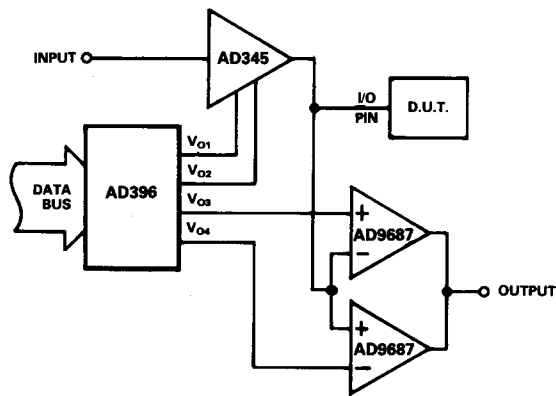 INPUT
AD345
I/O
PIN
D.U.T.
DATA
BUS
AD396
VO1
VO2
VO3
VO4
+
AD9687
−
OUTPUT
+
AD9687
−